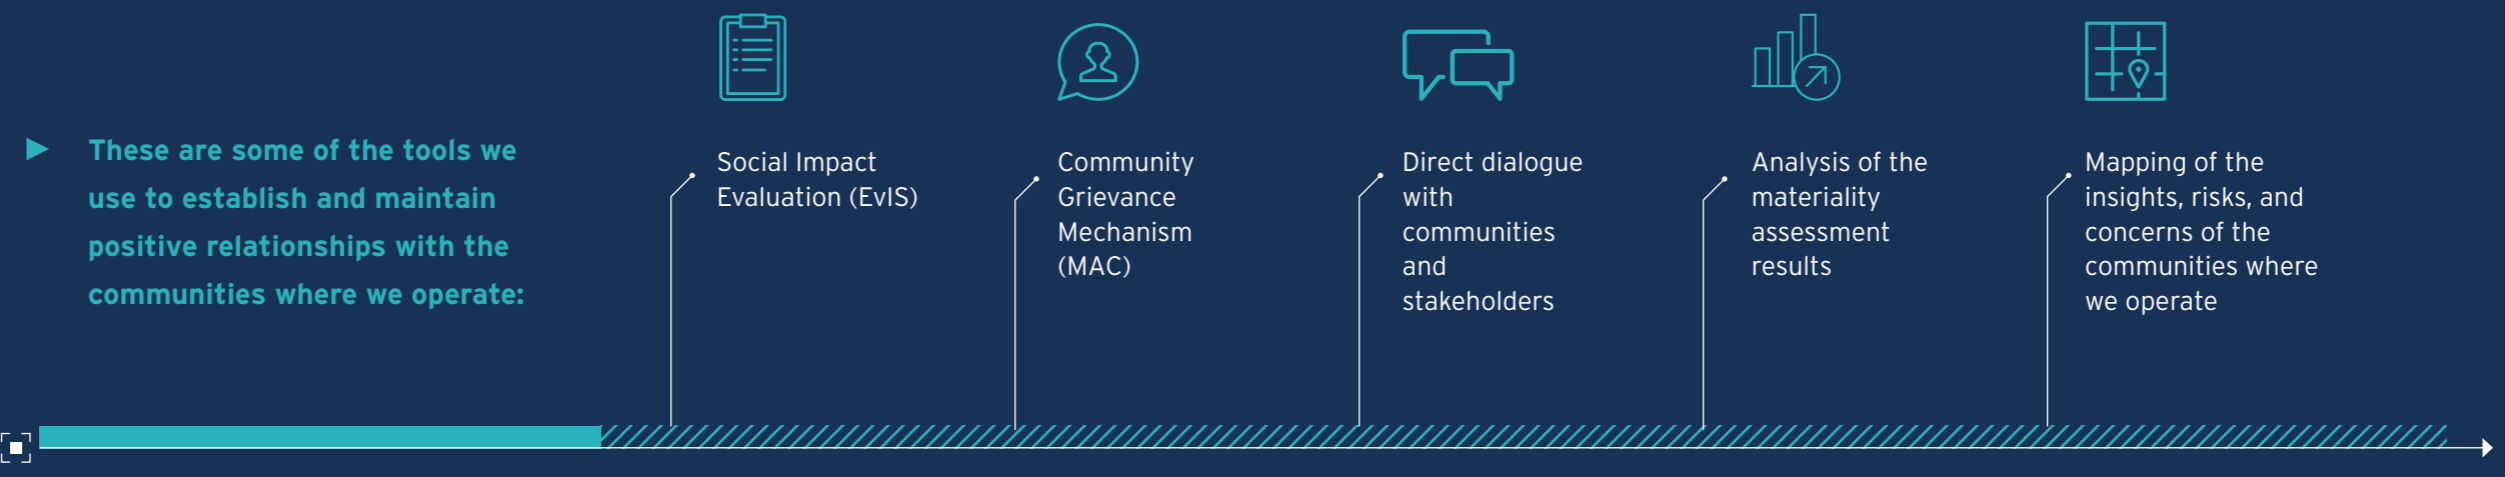 These are some of the tools we
use to establish and maintain
positive relationships with the
communities where we operate:
Social Impact
Evaluation (EvIS)
Community
Grievance
Mechanism
(MAC)
Direct dialogue
with
communities
and
stakeholders
Analysis of the
materiality
assessment
results
Mapping of the
insights, risks, and
concerns of the
communities where
we operate